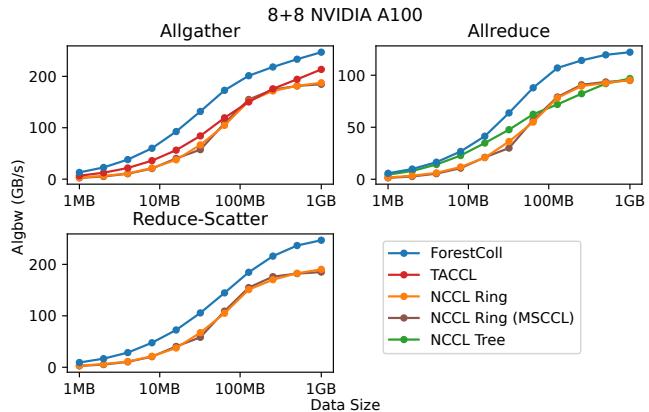 8+8 NVIDIA A100
Allgather
Allreduce
200
100
0
1MB
10MB
100MB
1GB
100
50
0
1MB
10MB
100MB
1GB
Algbw (GB/s)
Reduce-Scatter
200
100
0
1MB
10MB
100MB
1GB
Data Size
ForestColl
TACCL
NCCL Ring
NCCL Ring (MSCCL)
NCCL Tree